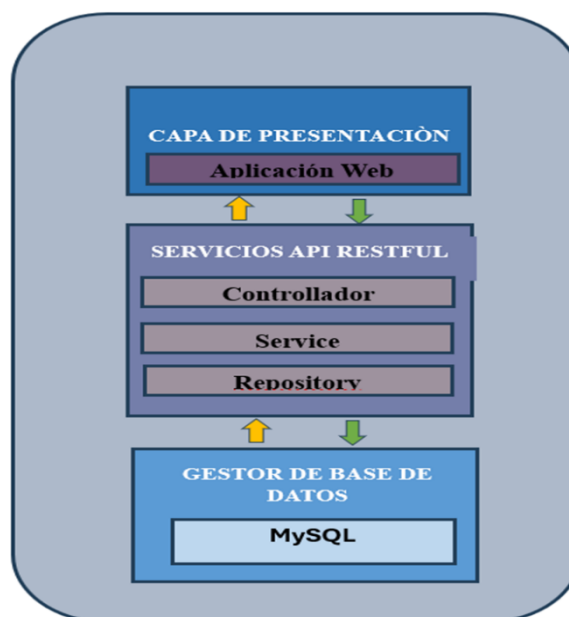 CAPA DE PRESENTACIÒN
Aplicación Web
SERVICIOS API RESTFUL
Controllador
Service
Repository
GESTOR DE BASE DE
DATOS
MySQL